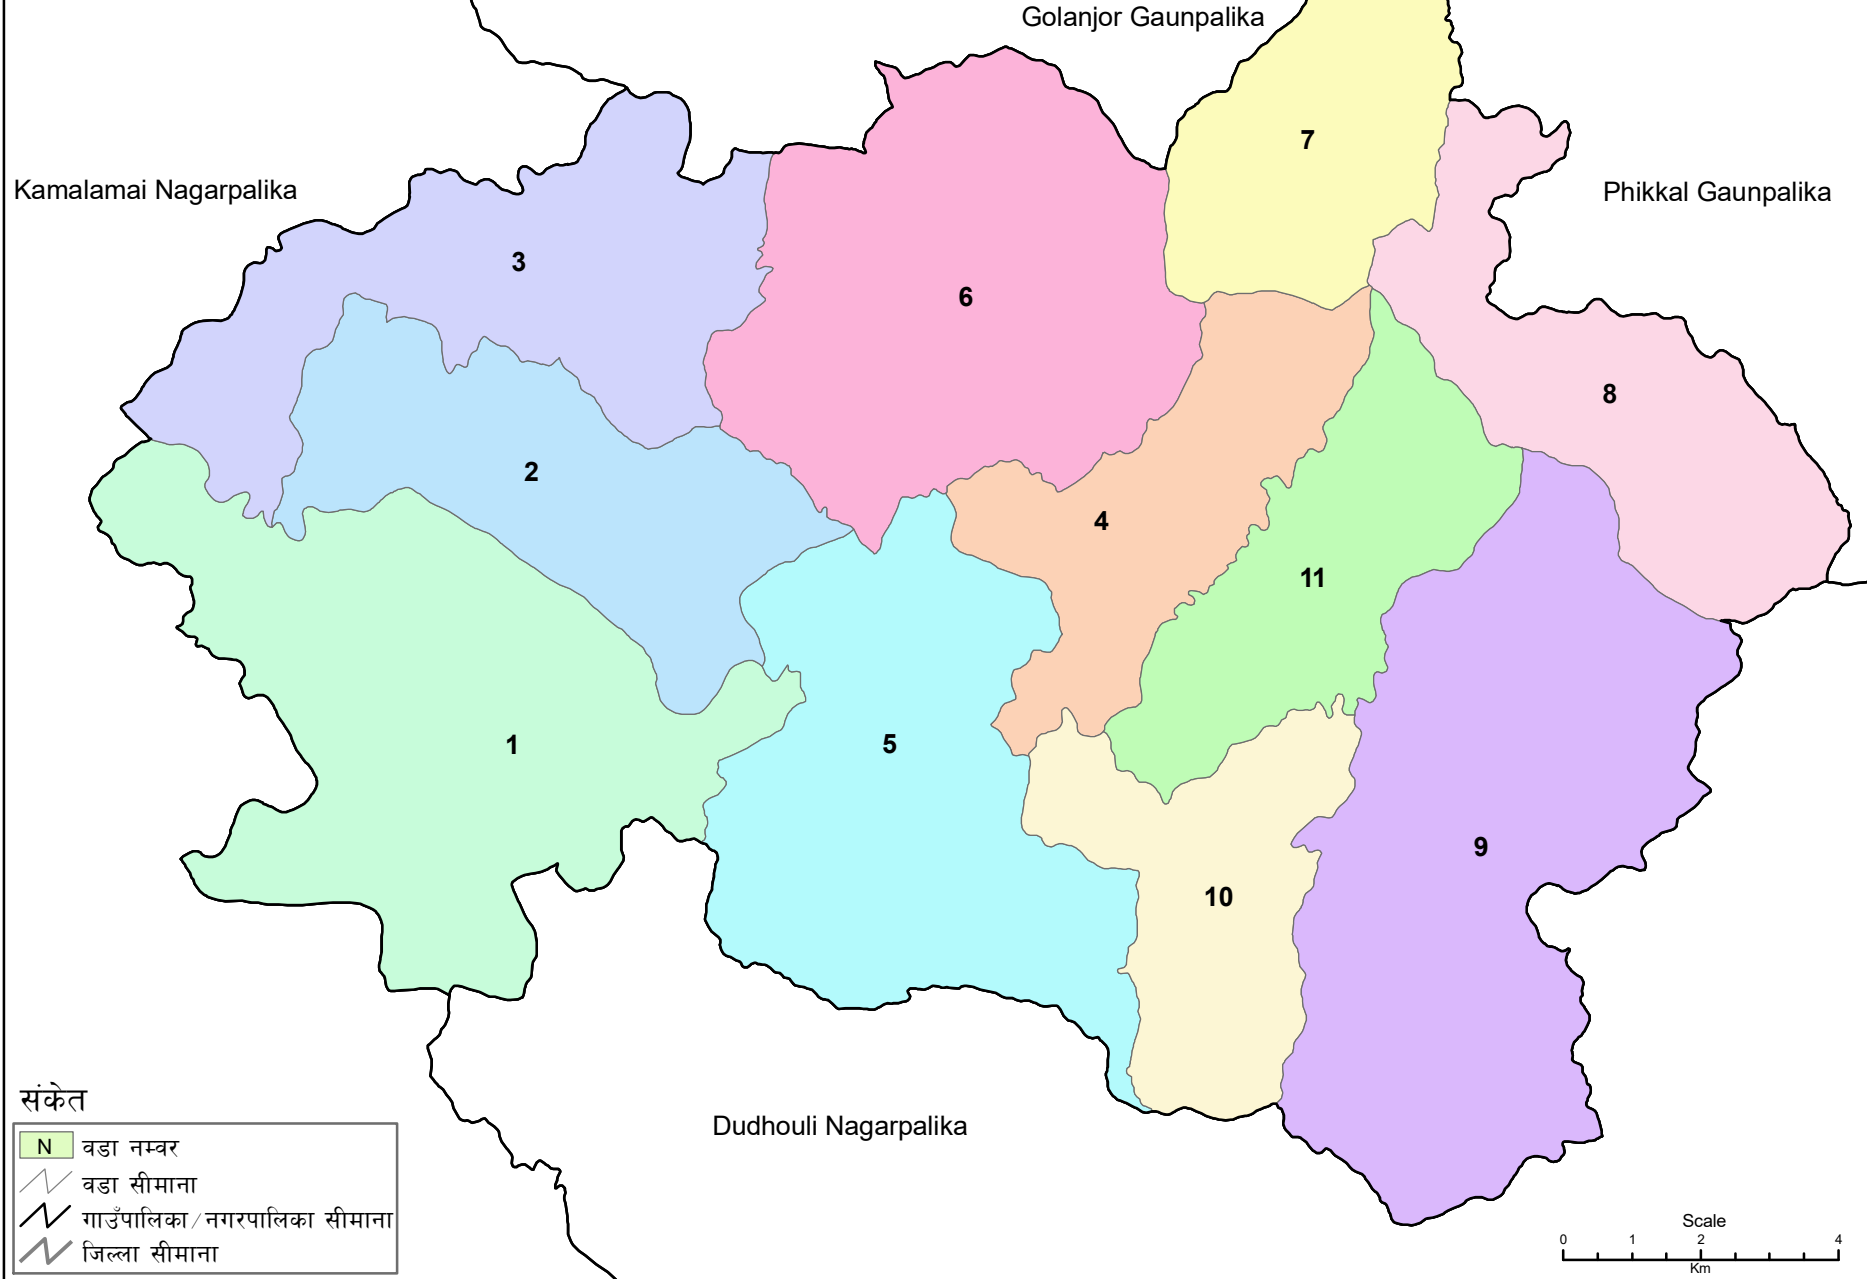 Golanjor Gaunpalika
7
Kamalamai Nagarpalika
Phikkal Gaunpalika
3
6
8
2
4
11
1
5
9
10
संकेत
Dudhouli Nagarpalika
N वडा नम्वर
वडा सीमाना
गाउँपालिका/नगरपालिका सीमाना
जिल्ला सीमाना
Scale
0 1 2 4
Km